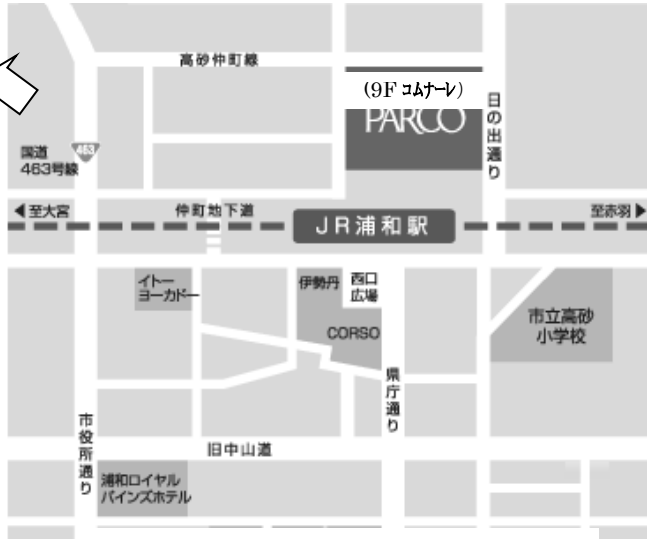 高砂仲町線
(9F コムナーレ)
PARCO
日の出通り
国道
463号線
463
◀至大宮
仲町地下道
JR浦和駅
至赤羽▶
イトー
ヨーカドー
伊勢丹
西口
広場
CORSO
市立高砂
小学校
県庁通り
市役所通り
旧中山道
浦和ロイヤル
パインズホテル